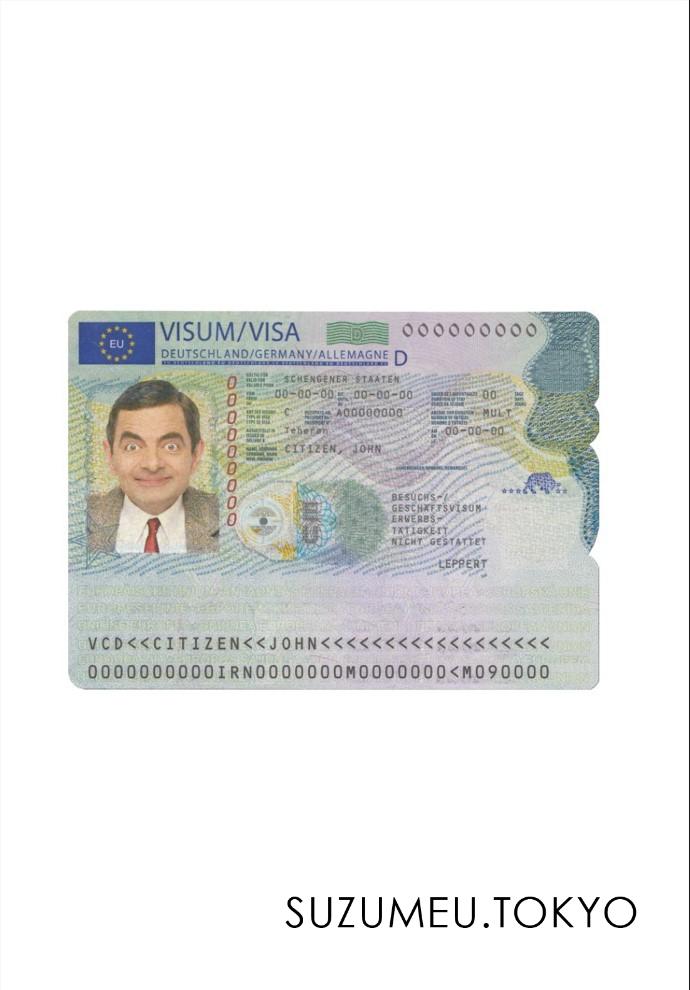 EU
VISUM/VISA
D
000000000
DEUTSCHLAND/GERMANY/ALLEMAGNE D
00000000
SCHENGENER STAATEN
00-00-00 00-00-00 00
C A00000000 MULT
Teheran 00-00-00
CITIZEN, JOHN
BESUCHS-/
GESCHÄFTSVISUM
ERWERBS-
TÄTIGKEIT
NICHT GESTATTET
LEPPERT
VCD<<CITIZEN<<JOHN<<<<<<<<<<<<<<<<<<
0000000000IRN0000000M0000000<M090000
SUZUMEU.TOKYO